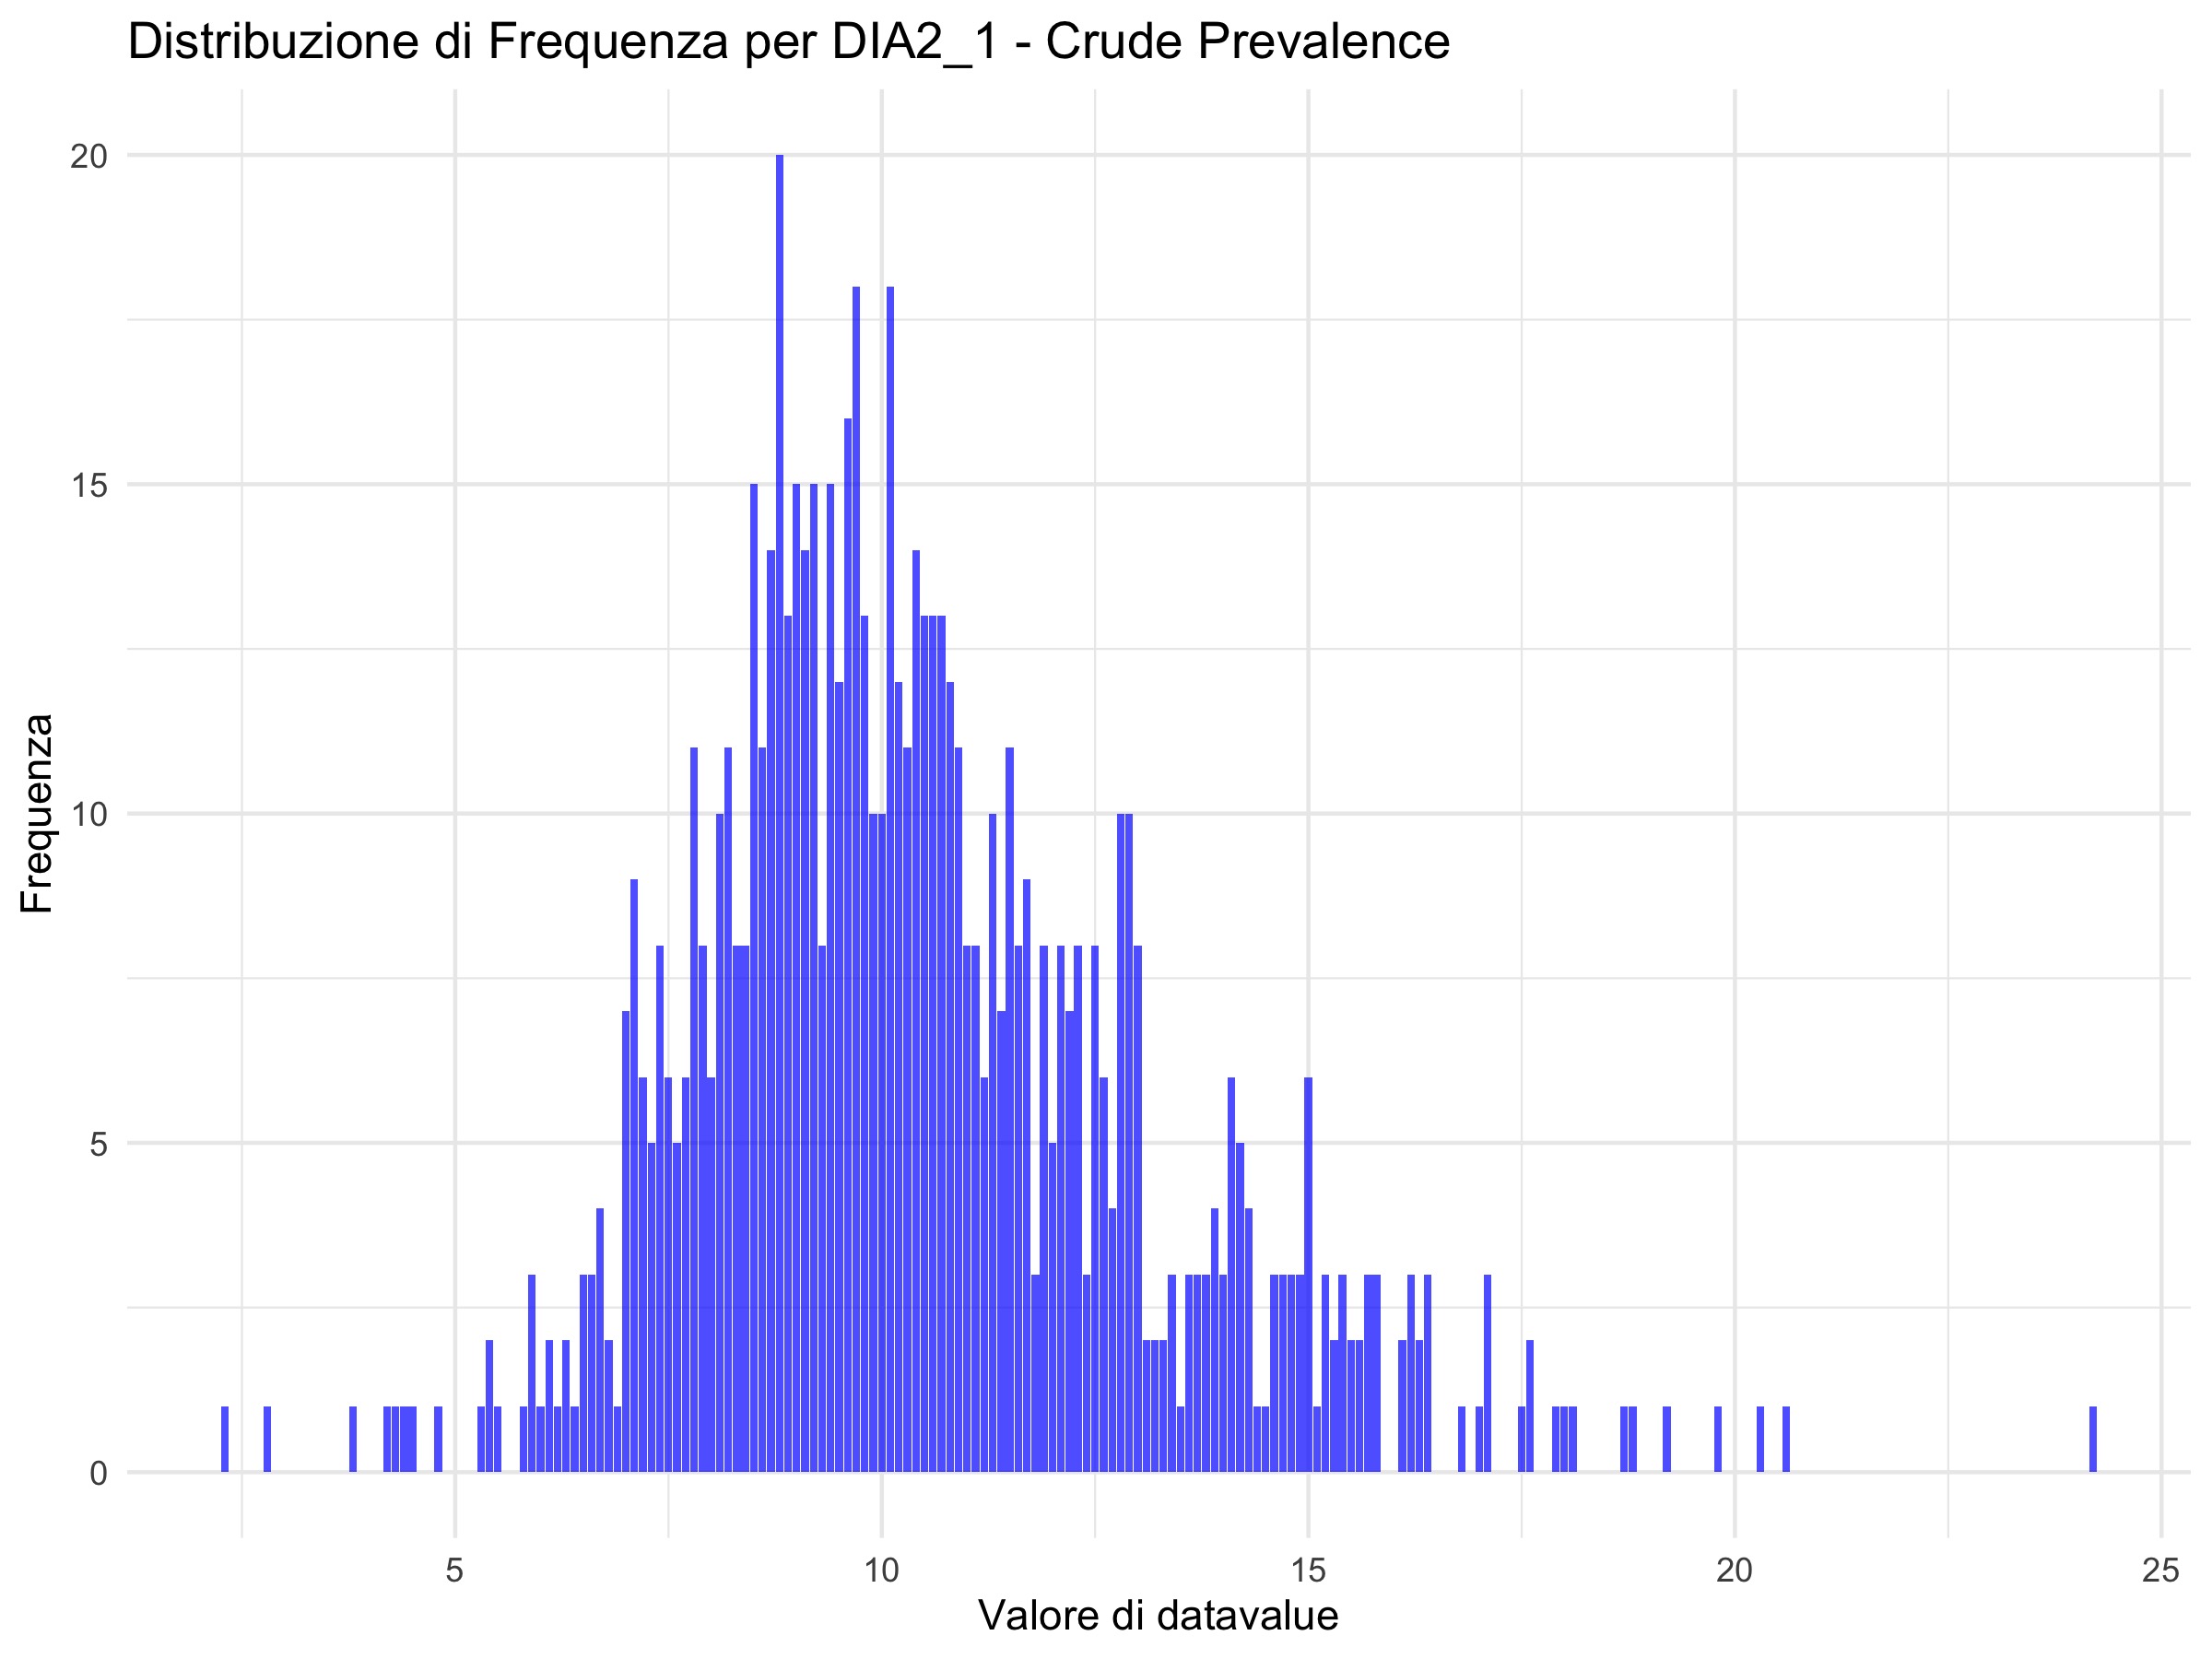 Distribuzione di Frequenza per DIA2_1 - Crude Prevalence
20
15
10
5
0
Frequenza
5 10 15 20 25
Valore di datavalue